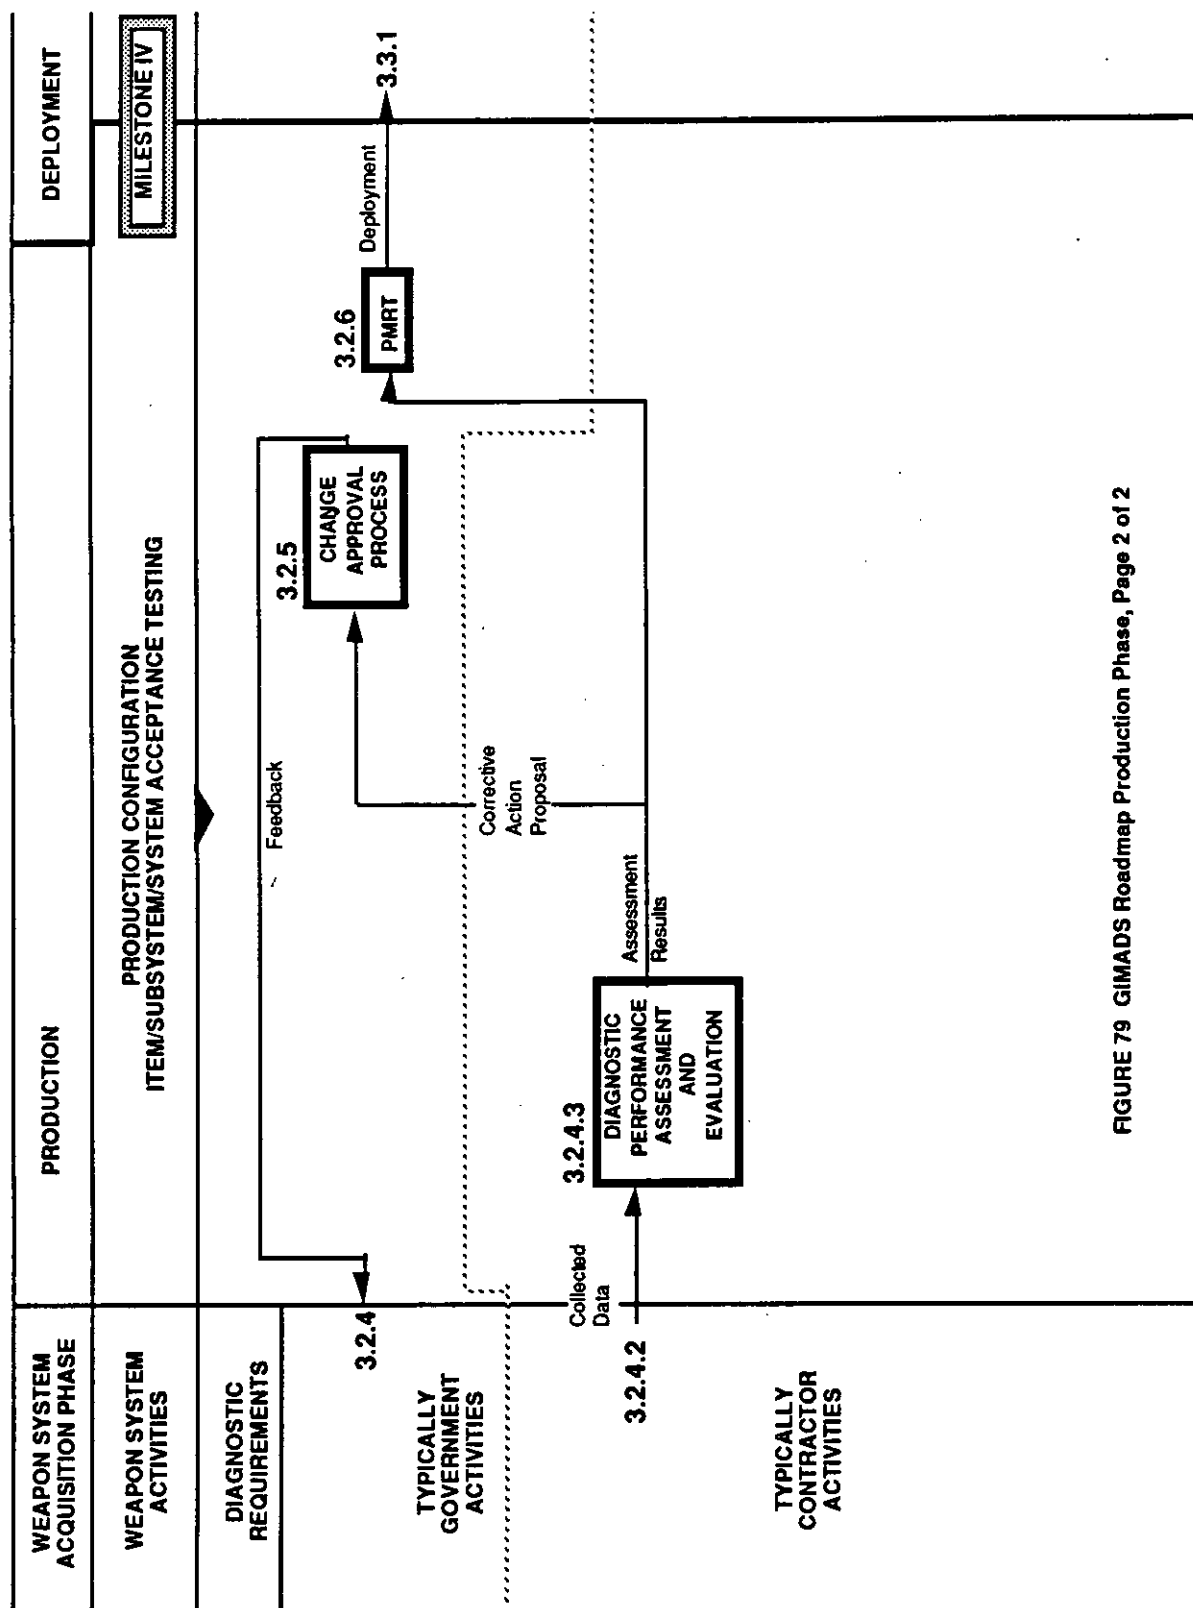 WEAPON SYSTEM
ACQUISITION PHASE
PRODUCTION
DEPLOYMENT
WEAPON SYSTEM
ACTIVITIES
PRODUCTION CONFIGURATION
ITEM/SUBSYSTEM/SYSTEM ACCEPTANCE TESTING
MILESTONE IV
DIAGNOSTIC
REQUIREMENTS
TYPICALLY
GOVERNMENT
ACTIVITIES
3.2.4
Feedback
3.2.5
CHANGE
APPROVAL
PROCESS
3.2.6
PMRT
Deployment
3.3.1
Corrective
Action
Proposal
TYPICALLY
CONTRACTOR
ACTIVITIES
3.2.4.2
Collected
Data
3.2.4.3
DIAGNOSTIC
PERFORMANCE
ASSESSMENT
AND
EVALUATION
Assessment
Results
FIGURE 79 GIMADS Roadmap Production Phase, Page 2 of 2